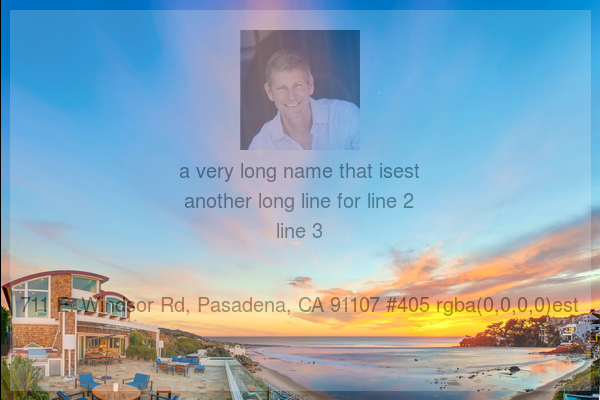 a very long name that isest
another long line for line 2
line 3
711 E Windsor Rd, Pasadena, CA 91107 #405 rgba(0,0,0,0)est